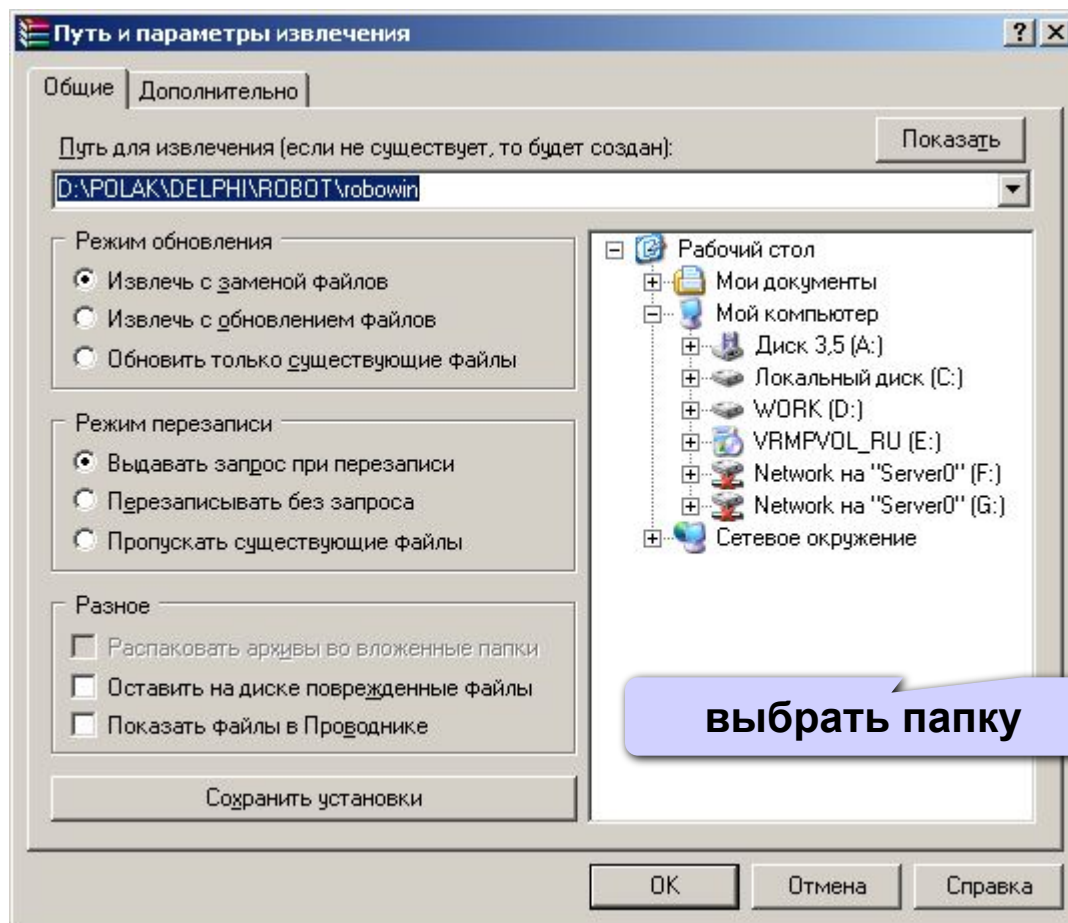 Путь и параметры извлечения
Общие
Дополнительно
Путь для извлечения (если не существует, то будет создан):
Показать
D:\POLAK\DELPHI\ROBOT\robowin
Режим обновления
Извлечь с заменой файлов
Извлечь с обновлением файлов
Обновить только существующие файлы
Режим перезаписи
Выдавать запрос при перезаписи
Перезаписывать без запроса
Пропускать существующие файлы
Разное
Распаковать архивы во вложенные папки
Оставить на диске поврежденные файлы
Показать файлы в Проводнике
Сохранить установки
Рабочий стол
Мои документы
Мой компьютер
Диск 3,5 (A:)
Локальный диск (C:)
WORK (D:)
VRMPVOL_RU (E:)
Network на "Server0" (F:)
Network на "Server0" (G:)
Сетевое окружение
выбрать папку
OK
Отмена
Справка